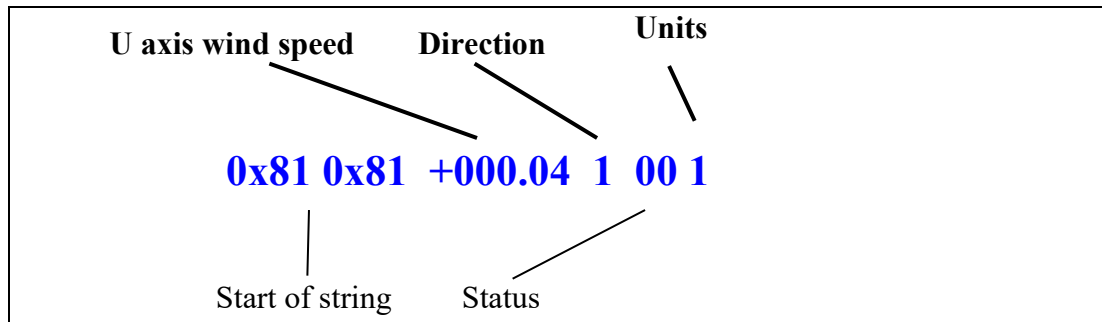 U axis wind speed Direction Units
0x81 0x81 +000.04 1 00 1
Start of string Status